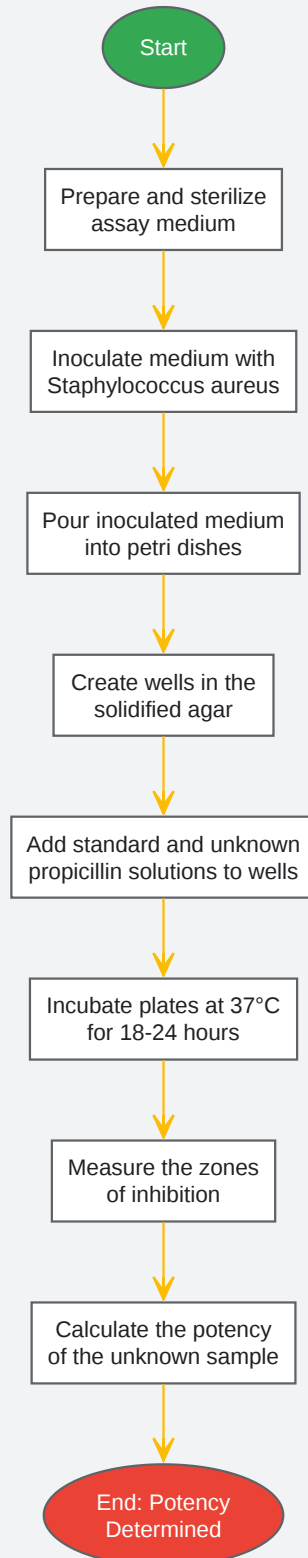 Start
Prepare and sterilize
assay medium
Inoculate medium with
Staphylococcus aureus
Pour inoculated medium
into petri dishes
Create wells in the
solidified agar
Add standard and unknown
propicillin solutions to wells
Incubate plates at 37°C
for 18-24 hours
Measure the zones
of inhibition
Calculate the potency
of the unknown sample
End: Potency
Determined